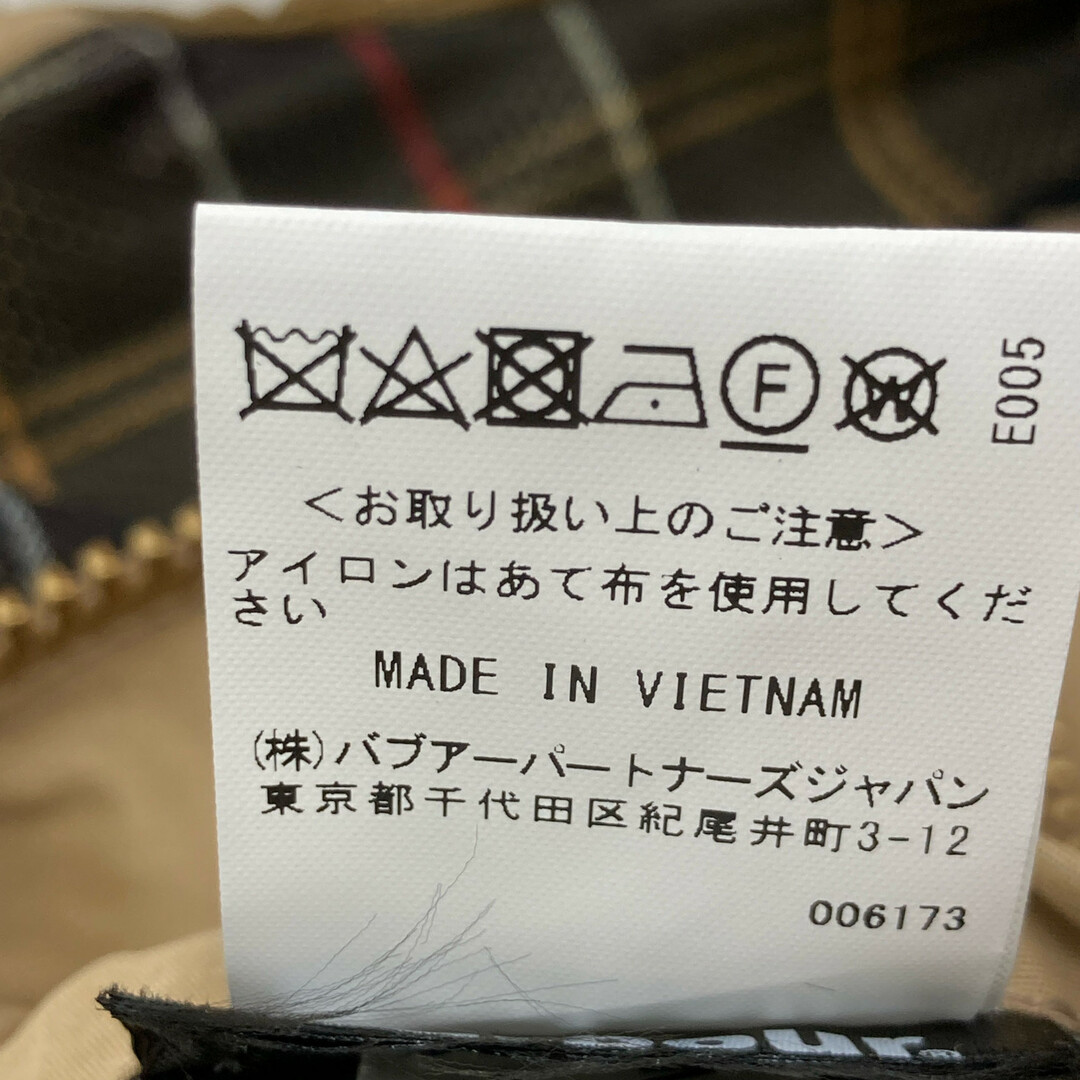 F
W
E005
＜お取り扱い上のご注意＞
アイロンはあて布を使用してくだ
さい
MADE IN VIETNAM
(株)バブアーパートナーズジャパン
東京都千代田区紀尾井町3-12
006173